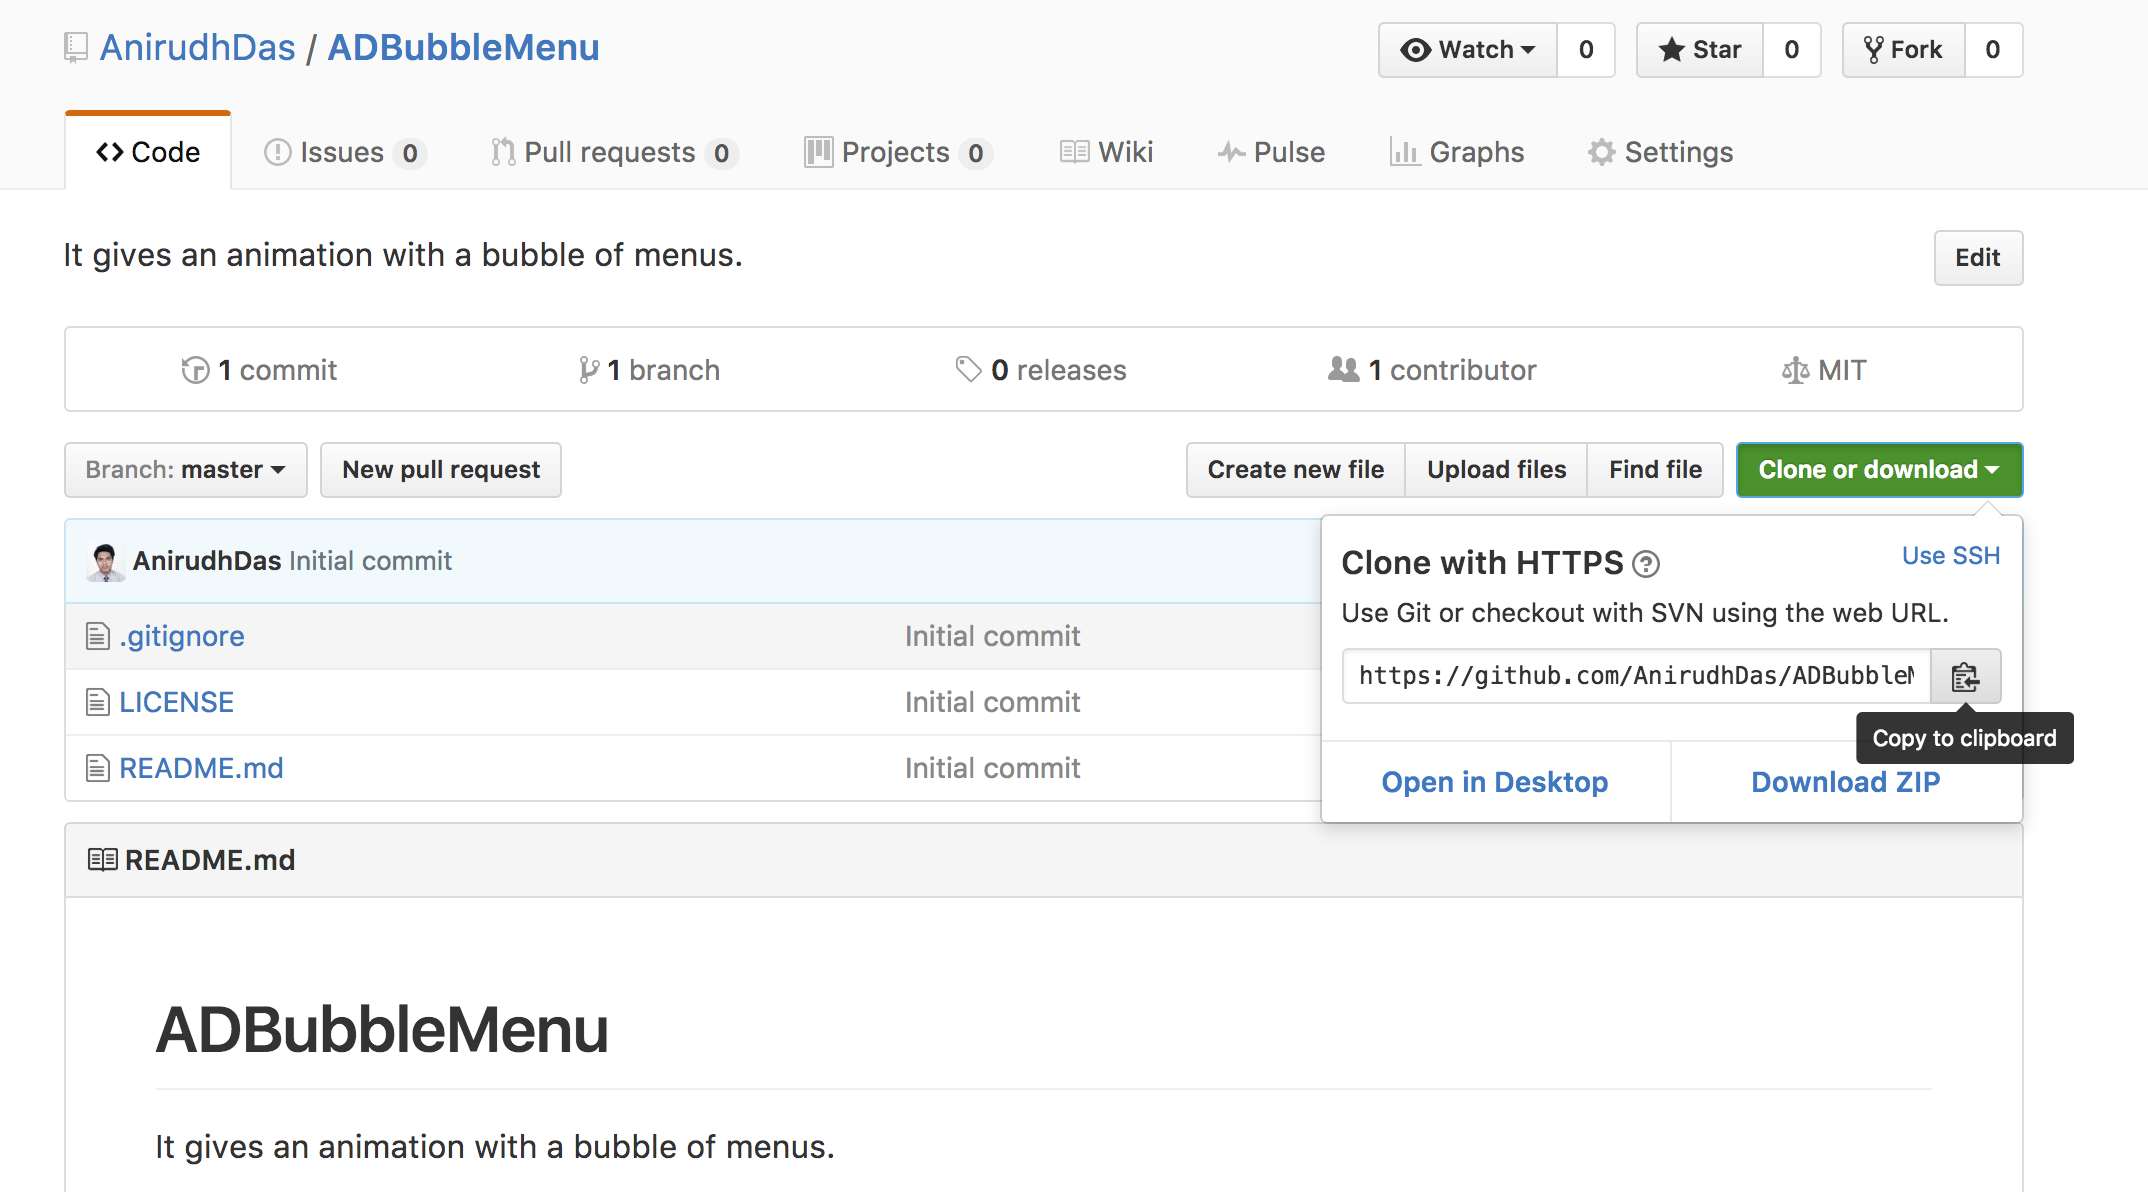 AnirudhDas / ADBubbleMenu
Watch 0 Star 0 Fork 0
Code Issues 0 Pull requests 0 Projects 0 Wiki Pulse Graphs Settings
It gives an animation with a bubble of menus.
Edit
1 commit 1 branch 0 releases 1 contributor MIT
Branch: master New pull request Create new file Upload files Find file Clone or download
AnirudhDas Initial commit
.gitignore Initial commit
LICENSE Initial commit
README.md Initial commit
Clone with HTTPS ? Use SSH
Use Git or checkout with SVN using the web URL.
https://github.com/AnirudhDas/ADBubbleM
Copy to clipboard
Open in Desktop Download ZIP
README.md
ADBubbleMenu
It gives an animation with a bubble of menus.